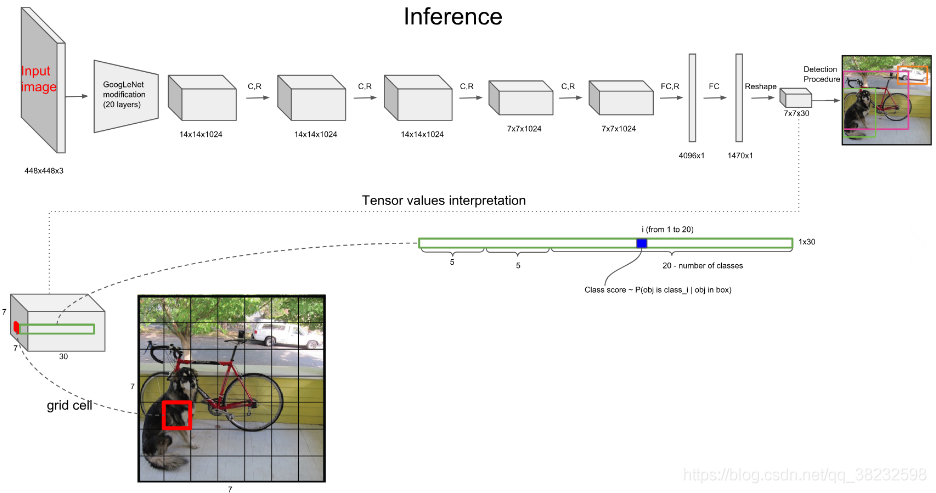 Inference
Input
image
GoogLeNet
modification
(20 layers)
C,R
C,R
C,R
C,R
FC,R
FC
Reshape
Detection
Procedure
448x448x3
14x14x1024
14x14x1024
14x14x1024
7x7x1024
7x7x1024
4096x1
1470x1
7x7x30
Tensor values interpretation
i (from 1 to 20)
1x30
5
5
20 - number of classes
Class score ~ P(obj is class_i | obj in box)
7
7
30
grid cell
7
7
https://blog.csdn.net/qq_38232598